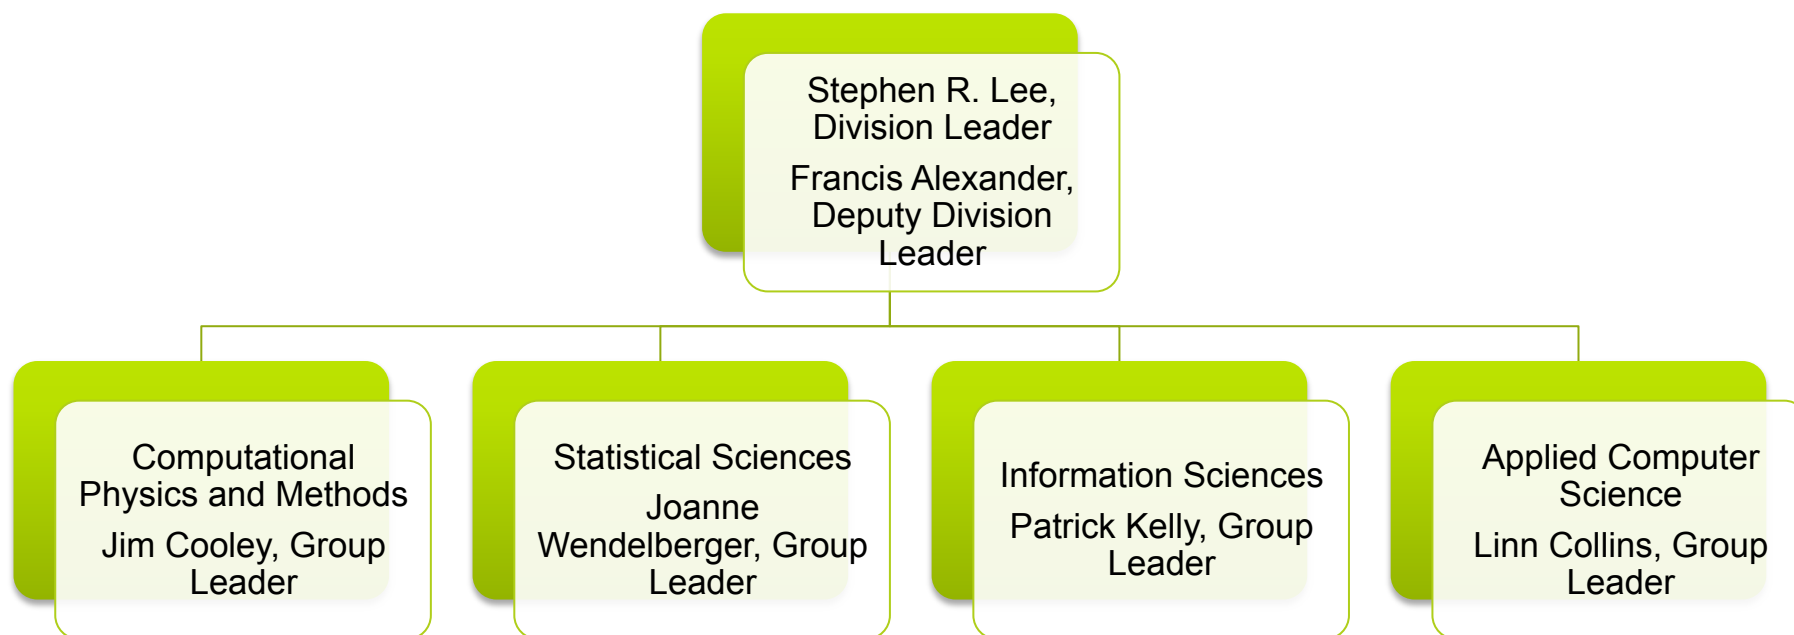 Stephen R. Lee,
Division Leader
Francis Alexander,
Deputy Division
Leader
Computational
Physics and Methods
Jim Cooley, Group
Leader
Statistical Sciences
Joanne
Wendelberger, Group
Leader
Information Sciences
Patrick Kelly, Group
Leader
Applied Computer
Science
Linn Collins, Group
Leader